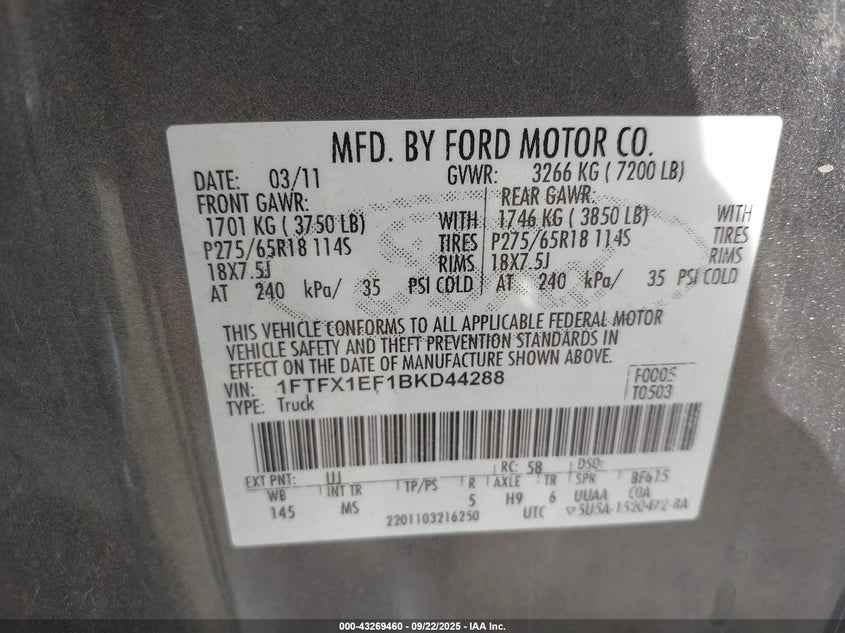 MFD. BY FORD MOTOR CO.
DATE: 03/11 GVWR: 3266 KG ( 7200 LB)
FRONT GAWR: REAR GAWR:
1701 KG ( 3750 LB) WITH 1746 KG ( 3850 LB) WITH
P275/65R18 114S TIRES P275/65R18 114S TIRES
18X7.5J RIMS 18X7.5J RIMS
AT 240 kPa/ 35 PSI COLD AT 240 kPa/ 35 PSI COLD
THIS VEHICLE CONFORMS TO ALL APPLICABLE FEDERAL MOTOR
VEHICLE SAFETY AND THEFT PREVENTION STANDARDS IN
EFFECT ON THE DATE OF MANUFACTURE SHOWN ABOVE.
VIN: 1FTFX1EF1BKD44288 F0005
TYPE: Truck T0503
EXT PNT: UJ RC: 58 DSO:
WB INT TR TP/PS R AXLE TR SPR BF615
145 MS 5 H9 6 UUAA COA
2201103216250 UTC 5U5A-1520472-BA
000-43269460 - 09/22/2025 - IAA Inc.